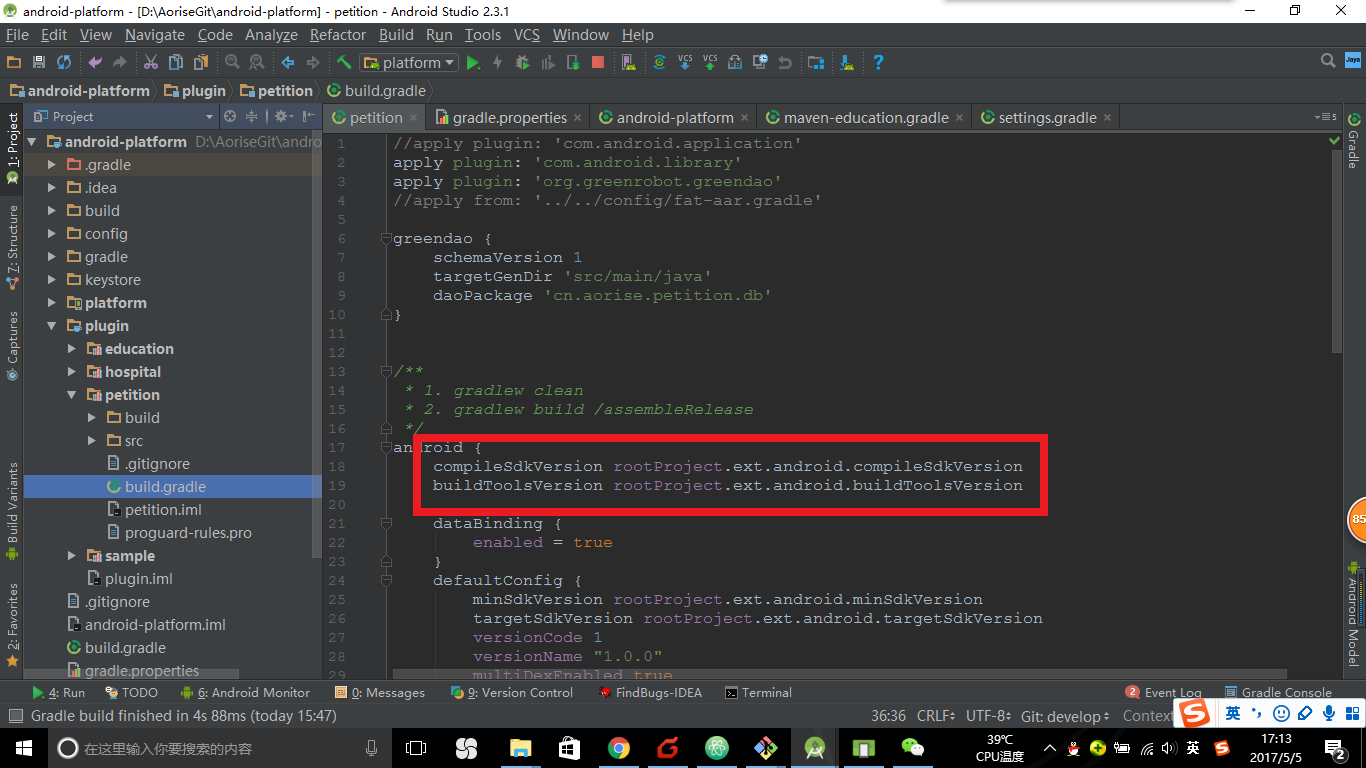 android-platform - [D:\AoriseGit\android-platform] - petition - Android Studio 2.3.1
File Edit View Navigate Code Analyze Refactor Build Run Tools VCS Window Help
platform
VCS VCS
Jaya
android-platform plugin petition build.gradle
Project
petition gradle.properties android-platform maven-education.gradle settings.gradle
5
1: Project
7: Structure
Captures
Build Variants
2: Favorites
android-platform D:\AoriseGit\andro
.gradle
.idea
build
config
gradle
keystore
platform
plugin
education
hospital
petition
build
src
.gitignore
build.gradle
petition.iml
proguard-rules.pro
sample
plugin.iml
.gitignore
android-platform.iml
build.gradle
gradle.properties
1 //apply plugin: 'com.android.application'
2 apply plugin: 'com.android.library'
3 apply plugin: 'org.greenrobot.greendao'
4 //apply from: '../../config/fat-aar.gradle'
5
6 greendao {
7 schemaVersion 1
8 targetGenDir 'src/main/java'
9 daoPackage 'cn.aorise.petition.db'
10 }
11
12
13 /**
14 * 1. gradlew clean
15 * 2. gradlew build /assembleRelease
16 */
17 android {
18 compileSdkVersion rootProject.ext.android.compileSdkVersion
19 buildToolsVersion rootProject.ext.android.buildToolsVersion
20
21 dataBinding {
22 enabled = true
23 }
24 defaultConfig {
25 minSdkVersion rootProject.ext.android.minSdkVersion
26 targetSdkVersion rootProject.ext.android.targetSdkVersion
27 versionCode 1
28 versionName "1.0.0"
29 multiDexEnabled true
Gradle
85
Android Model
4: Run TODO 6: Android Monitor 0: Messages 9: Version Control FindBugs-IDEA Terminal 2 Event Log Gradle Console
Gradle build finished in 4s 88ms (today 15:47) 36:36 CRLF UTF-8 Git: develop Context
英
在这里输入你要搜索的内容
39℃
CPU温度
英
17:13
2017/5/5
2